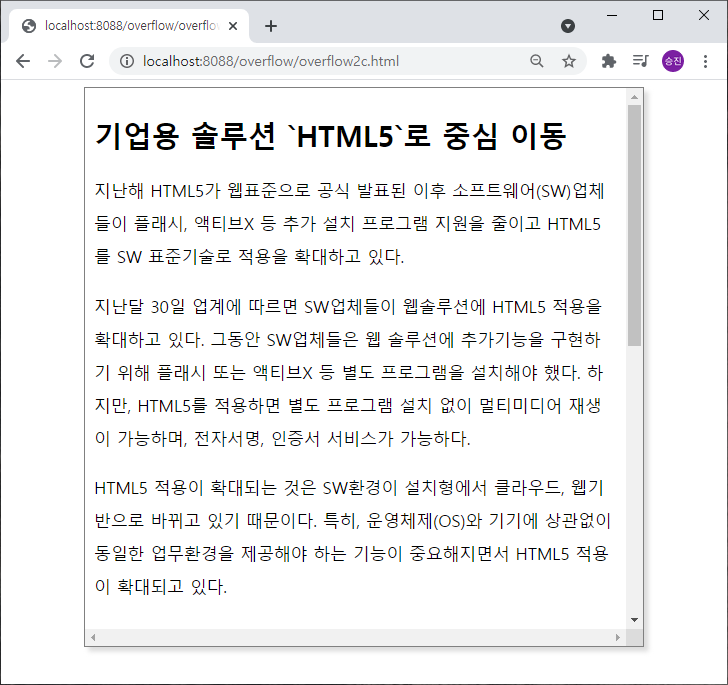 localhost:8088/overflow/overflov
localhost:8088/overflow/overflow2c.html
승진
기업용 솔루션 `HTML5`로 중심 이동
지난해 HTML5가 웹표준으로 공식 발표된 이후 소프트웨어(SW)업체
들이 플래시, 액티브X 등 추가 설치 프로그램 지원을 줄이고 HTML5
를 SW 표준기술로 적용을 확대하고 있다.
지난달 30일 업계에 따르면 SW업체들이 웹솔루션에 HTML5 적용을
확대하고 있다. 그동안 SW업체들은 웹 솔루션에 추가기능을 구현하
기 위해 플래시 또는 액티브X 등 별도 프로그램을 설치해야 했다. 하
지만, HTML5를 적용하면 별도 프로그램 설치 없이 멀티미디어 재생
이 가능하며, 전자서명, 인증서 서비스가 가능하다.
HTML5 적용이 확대되는 것은 SW환경이 설치형에서 클라우드, 웹기
반으로 바뀌고 있기 때문이다. 특히, 운영체제(OS)와 기기에 상관없이
동일한 업무환경을 제공해야 하는 기능이 중요해지면서 HTML5 적용
이 확대되고 있다.